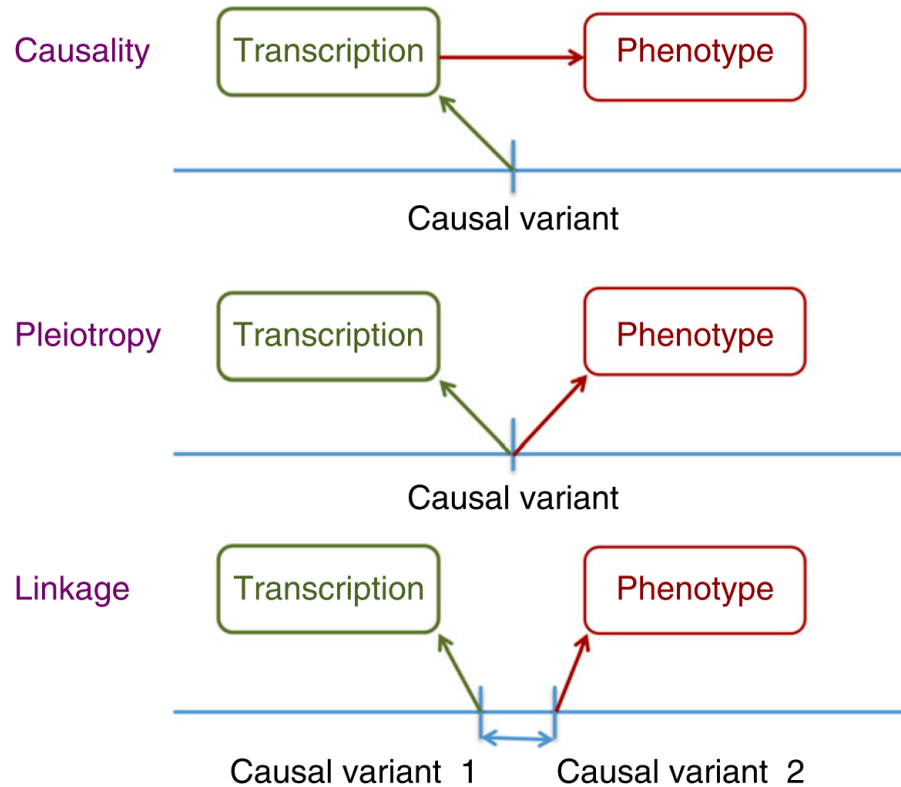 Causality
Transcription
Phenotype
Causal variant
Pleiotropy
Transcription
Phenotype
Causal variant
Linkage
Transcription
Phenotype
Causal variant 1
Causal variant 2